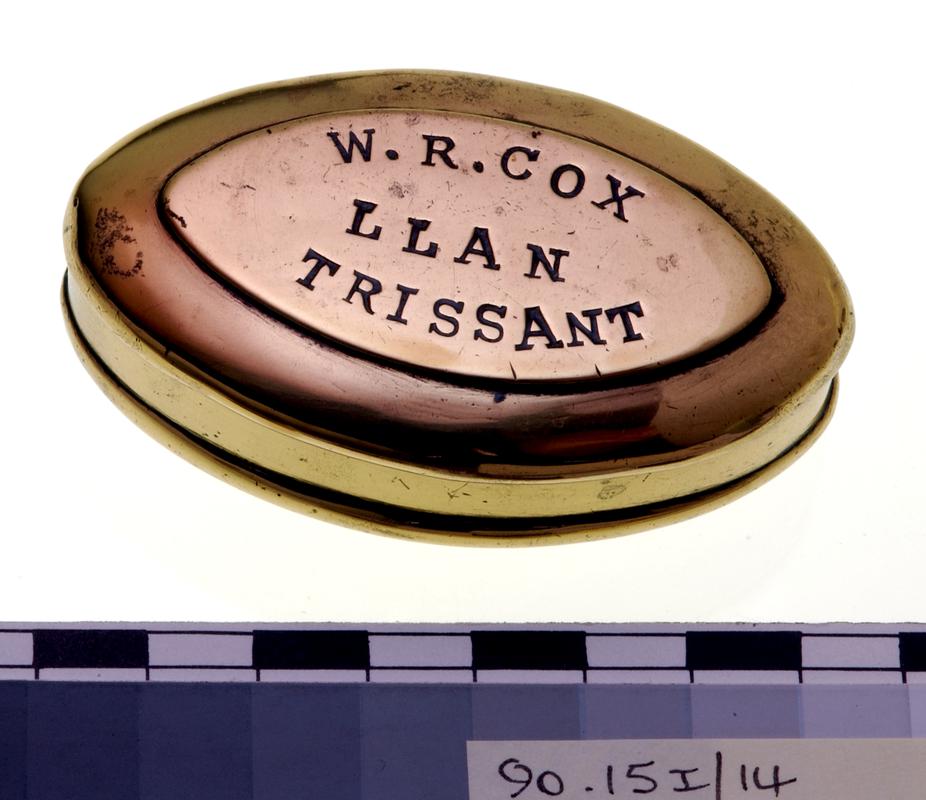 W. R. COX
LLAN
TRISSANT
90.15I/14